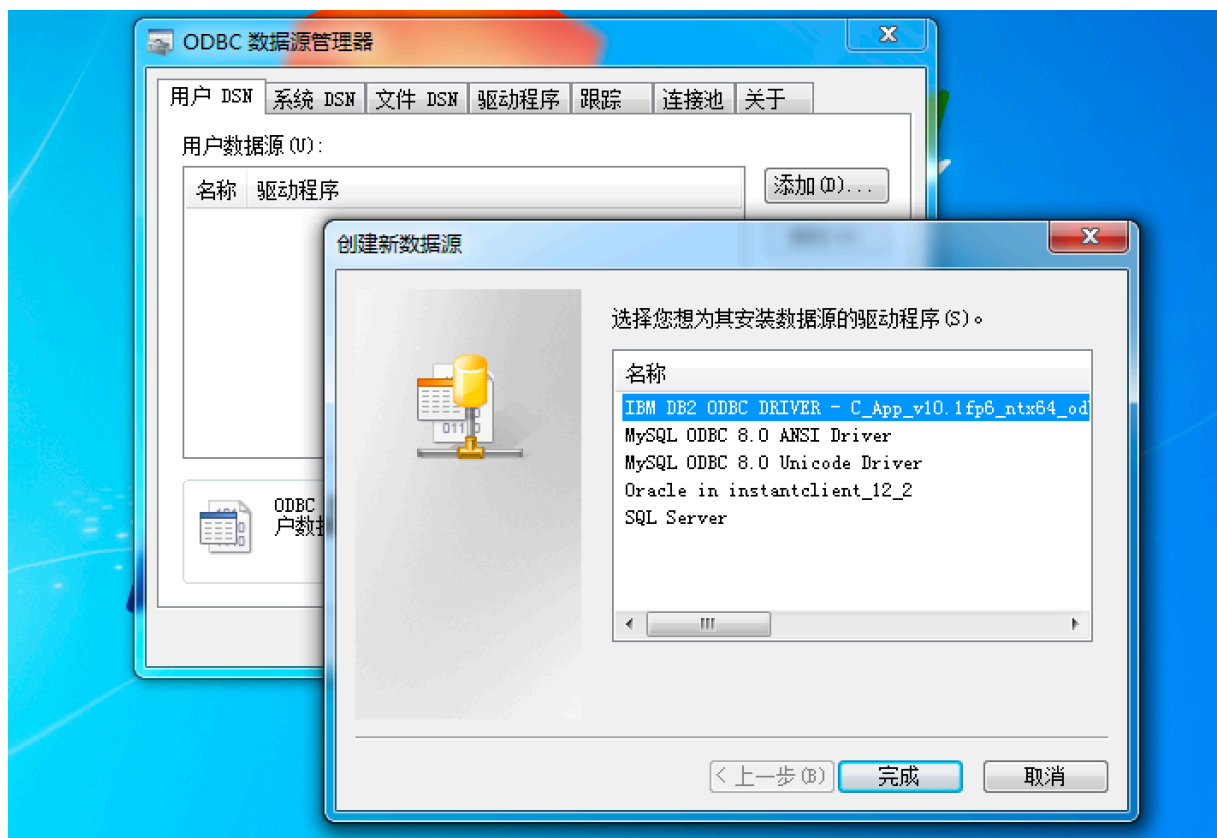 ODBC 数据源管理器
用户 DSN 系统 DSN 文件 DSN 驱动程序 跟踪 连接池 关于
用户数据源(U):
名称 驱动程序
添加(D)...
创建新数据源
选择您想为其安装数据源的驱动程序(S)。
名称
IBM DB2 ODBC DRIVER - C_App_v10.1fp6_ntx64_od
MySQL ODBC 8.0 ANSI Driver
MySQL ODBC 8.0 Unicode Driver
Oracle in instantclient_12_2
SQL Server
ODBC
户数
<上一步(B) 完成 取消